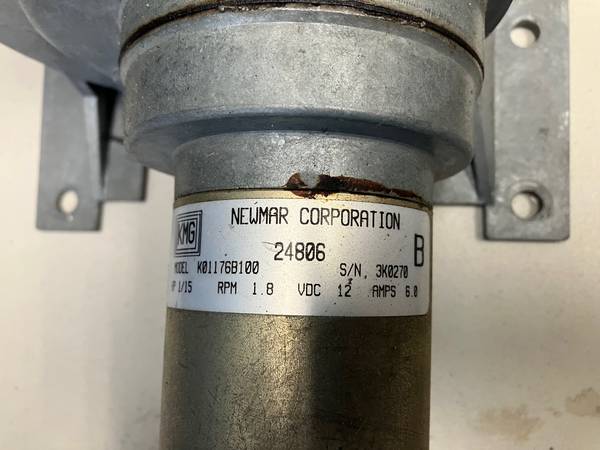 NEWMAR CORPORATION
KMG
24806
B
MODEL K01176B100 S/N. 3K0270
HP 1/15 RPM 1.8 VDC 12 AMPS 6.0